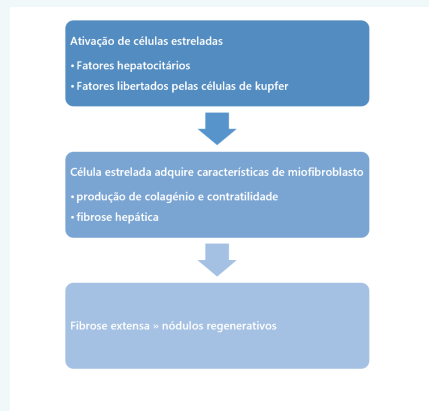 Ativação de células estreladas
• Fatores hepatocitários
• Fatores libertados pelas células de kupfer
Célula estrelada adquire características de miofibroblasto
• produção de colagénio e contratilidade
• fibrose hepática
Fibrose extensa » nódulos regenerativos